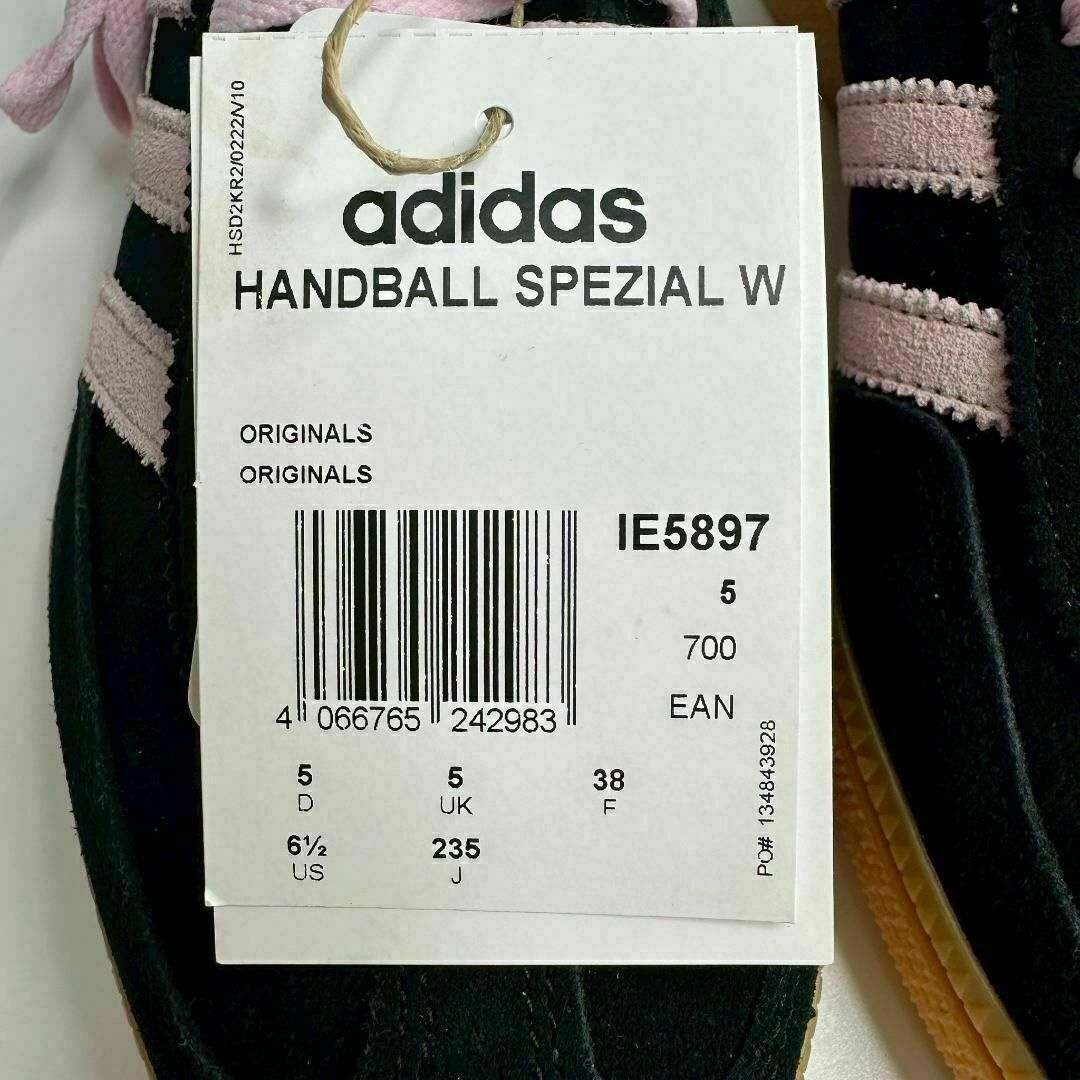 HSD2KR2/0222/V10
adidas
HANDBALL SPEZIAL W
ORIGINALS
ORIGINALS
IE5897
5
700
EAN
4 066765 242983
5 5 38
D UK F
6½ 235
US J
PO# 134843928